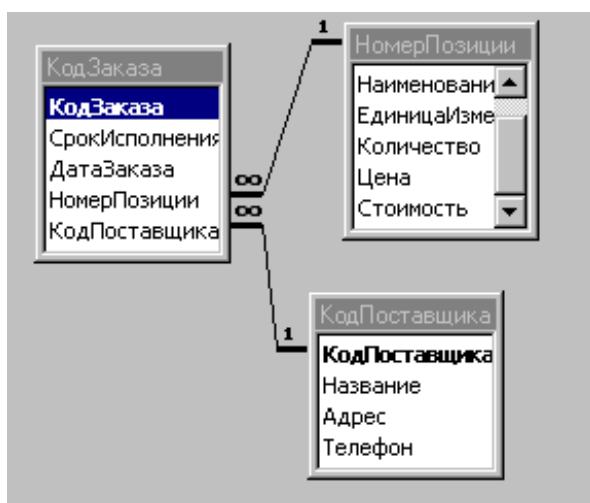 КодЗаказа
КодЗаказа
СрокИсполнения
ДатаЗаказа
НомерПозиции
КодПоставщика
∞
∞
1
НомерПозиции
Наименовани
ЕдиницаИзме
Количество
Цена
Стоимость
1
КодПоставщика
КодПоставщика
Название
Адрес
Телефон